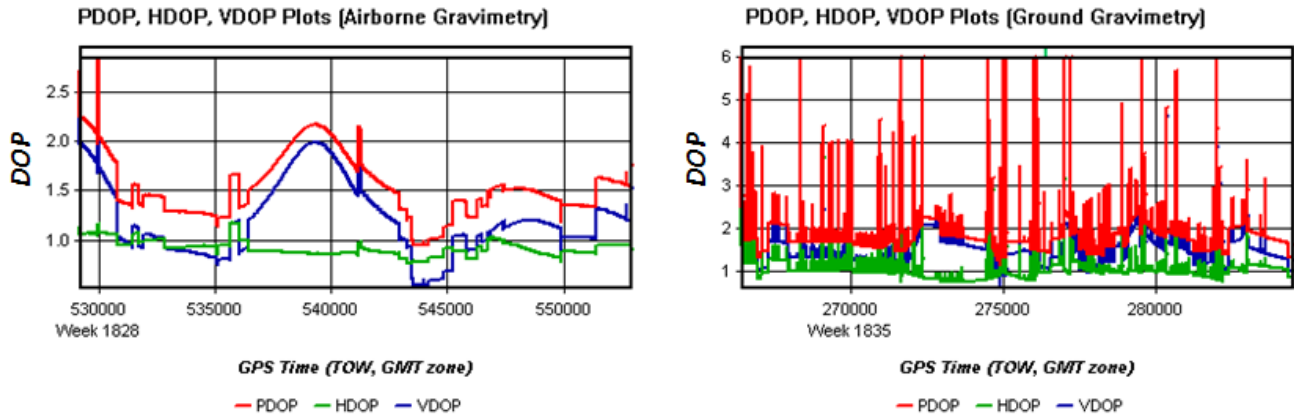 PDOP, HDOP, VDOP Plots (Airborne Gravimetry)
DOP
2.5
2.0
1.5
1.0
530000 535000 540000 545000 550000
Week 1828
GPS Time (TOW, GMT zone)
PDOP HDOP VDOP
PDOP, HDOP, VDOP Plots (Ground Gravimetry)
DOP
6
5
4
3
2
1
270000 275000 280000
Week 1835
GPS Time (TOW, GMT zone)
PDOP HDOP VDOP